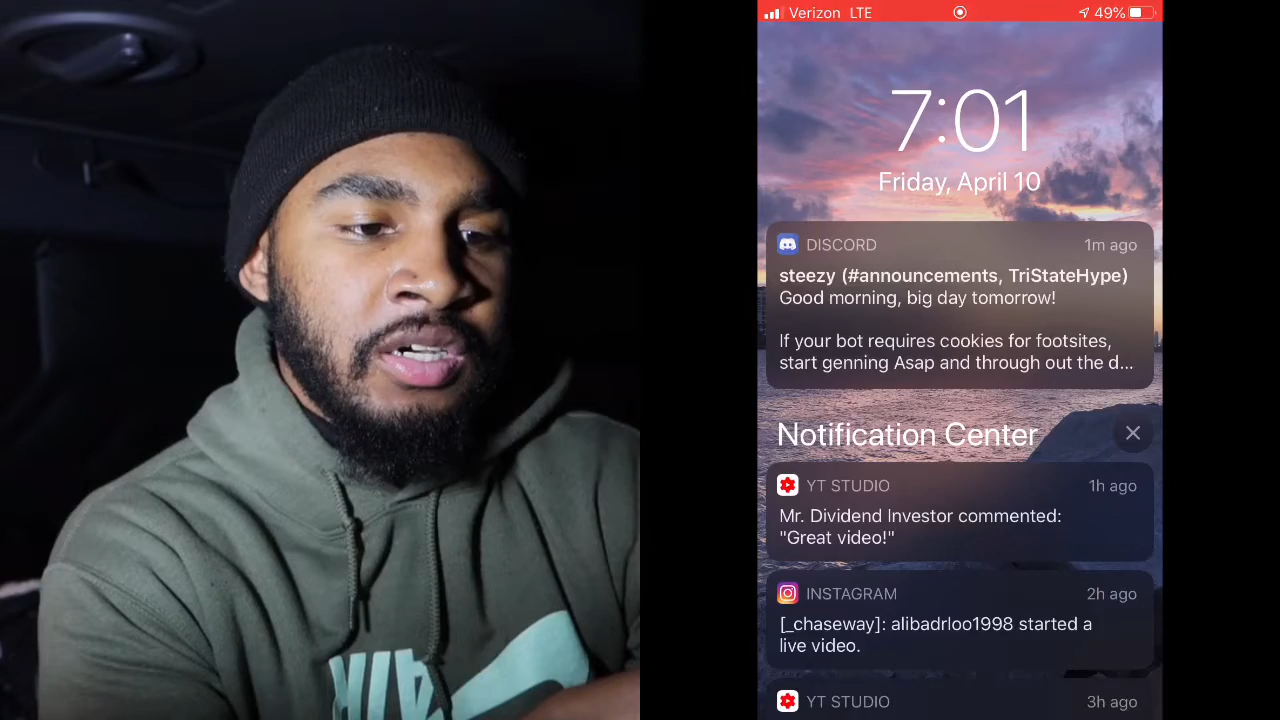 Verizon LTE
49%
7:01
Friday, April 10
DISCORD 1m ago
steezy (#announcements, TriStateHype)
Good morning, big day tomorrow!
If your bot requires cookies for footsites,
start genning Asap and through out the d...
Notification Center
YT STUDIO 1h ago
Mr. Dividend Investor commented:
"Great video!"
INSTAGRAM 2h ago
[_chaseway]: alibadrloo1998 started a
live video.
YT STUDIO 3h ago